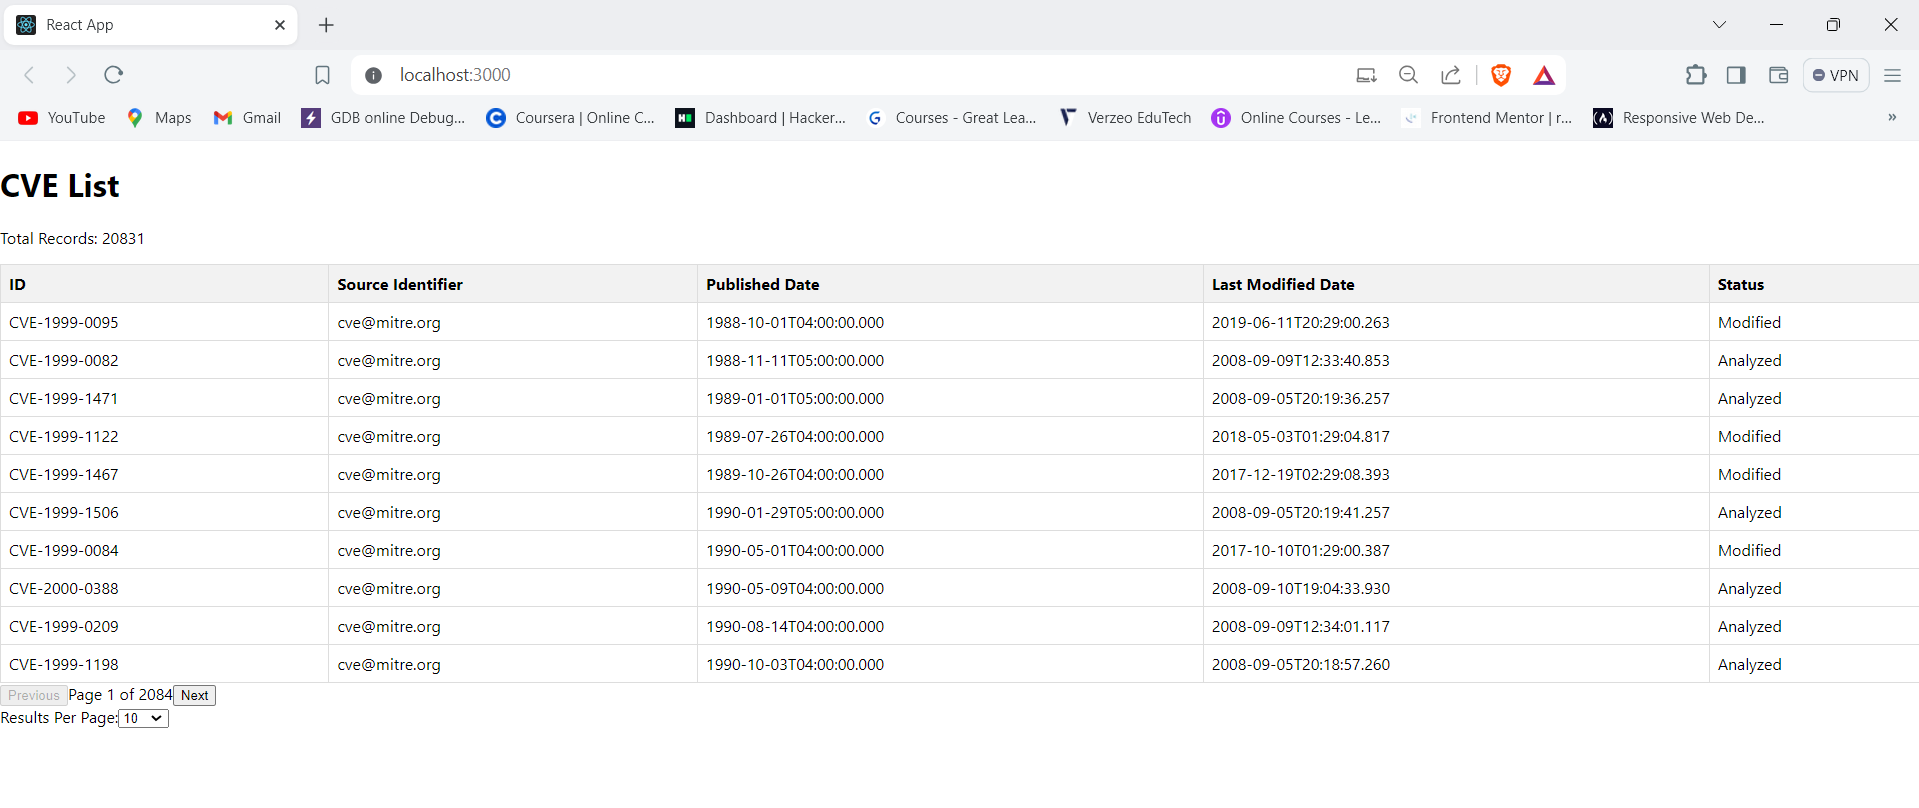 React App
localhost:3000
VPN
YouTube Maps Gmail GDB online Debug... Coursera | Online C... Dashboard | Hacker... Courses - Great Lea... Verzeo EduTech Online Courses - Le... Frontend Mentor | r... Responsive Web De...
CVE List
Total Records: 20831
ID Source Identifier Published Date Last Modified Date Status
CVE-1999-0095 cve@mitre.org 1988-10-01T04:00:00.000 2019-06-11T20:29:00.263 Modified
CVE-1999-0082 cve@mitre.org 1988-11-11T05:00:00.000 2008-09-09T12:33:40.853 Analyzed
CVE-1999-1471 cve@mitre.org 1989-01-01T05:00:00.000 2008-09-05T20:19:36.257 Analyzed
CVE-1999-1122 cve@mitre.org 1989-07-26T04:00:00.000 2018-05-03T01:29:04.817 Modified
CVE-1999-1467 cve@mitre.org 1989-10-26T04:00:00.000 2017-12-19T02:29:08.393 Modified
CVE-1999-1506 cve@mitre.org 1990-01-29T05:00:00.000 2008-09-05T20:19:41.257 Analyzed
CVE-1999-0084 cve@mitre.org 1990-05-01T04:00:00.000 2017-10-10T01:29:00.387 Modified
CVE-2000-0388 cve@mitre.org 1990-05-09T04:00:00.000 2008-09-10T19:04:33.930 Analyzed
CVE-1999-0209 cve@mitre.org 1990-08-14T04:00:00.000 2008-09-09T12:34:01.117 Analyzed
CVE-1999-1198 cve@mitre.org 1990-10-03T04:00:00.000 2008-09-05T20:18:57.260 Analyzed
Previous Page 1 of 2084 Next
Results Per Page: 10